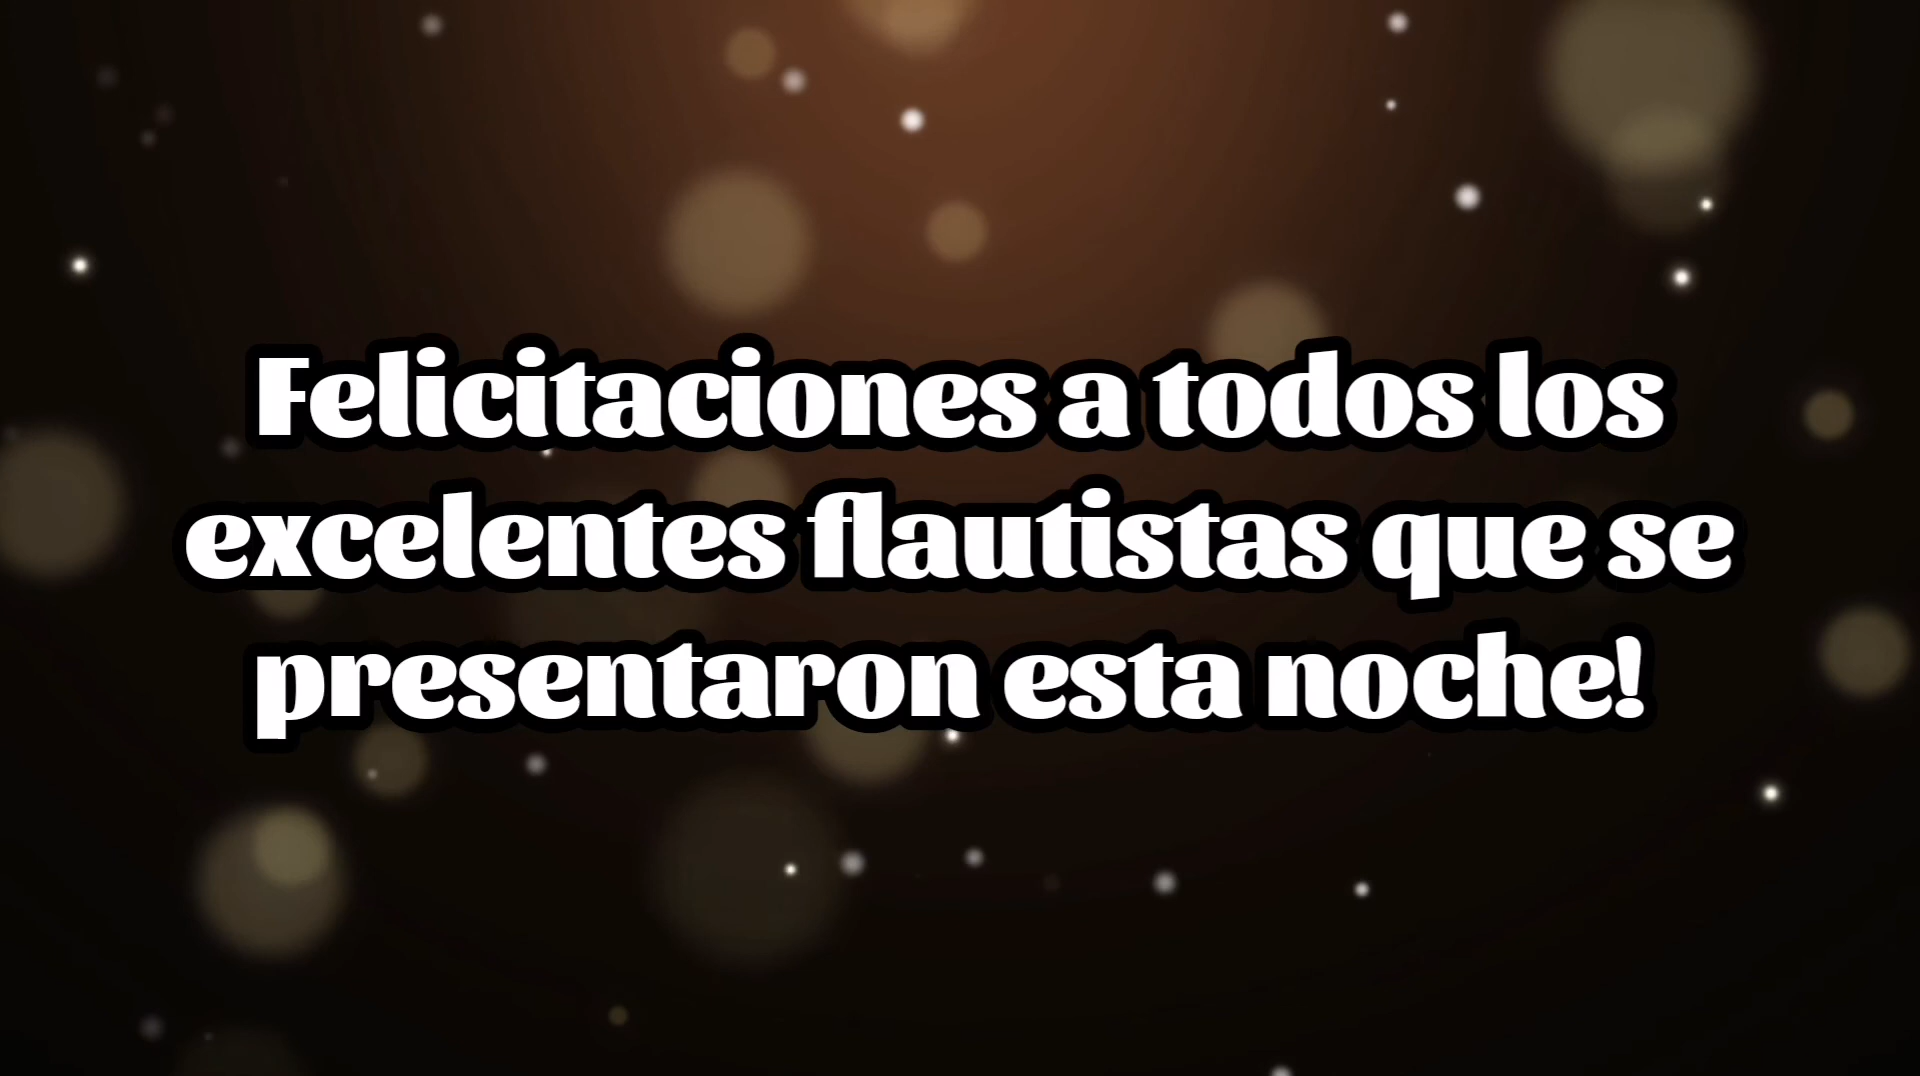 Felicitaciones a todos los
excelentes flautistas que se
presentaron esta noche!